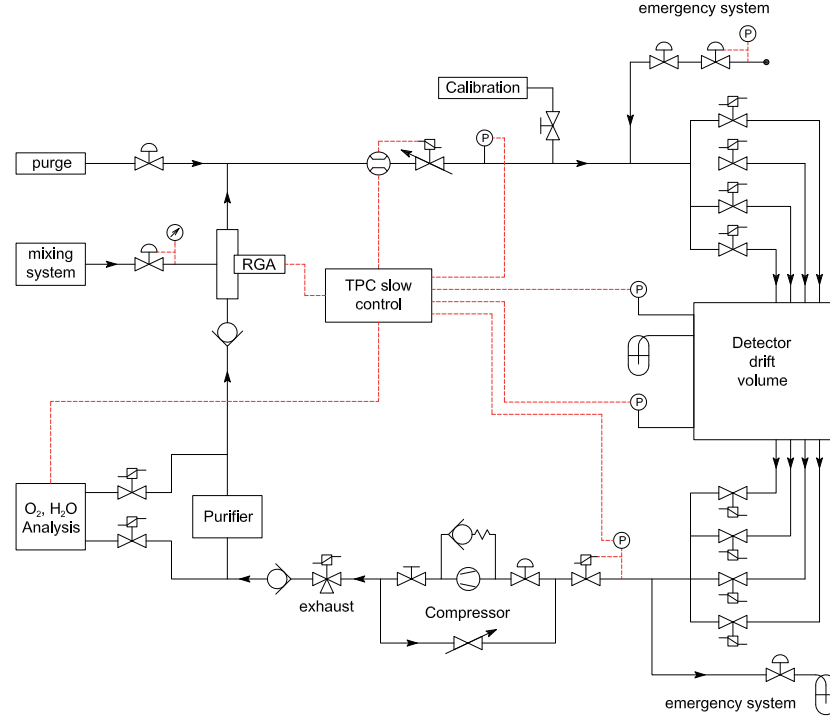 emergency system
P
Calibration
P
purge
mixing
system
RGA
TPC slow
control
P
Detector
drift
volume
P
O₂, H₂O
Analysis
Purifier
P
exhaust
Compressor
emergency system